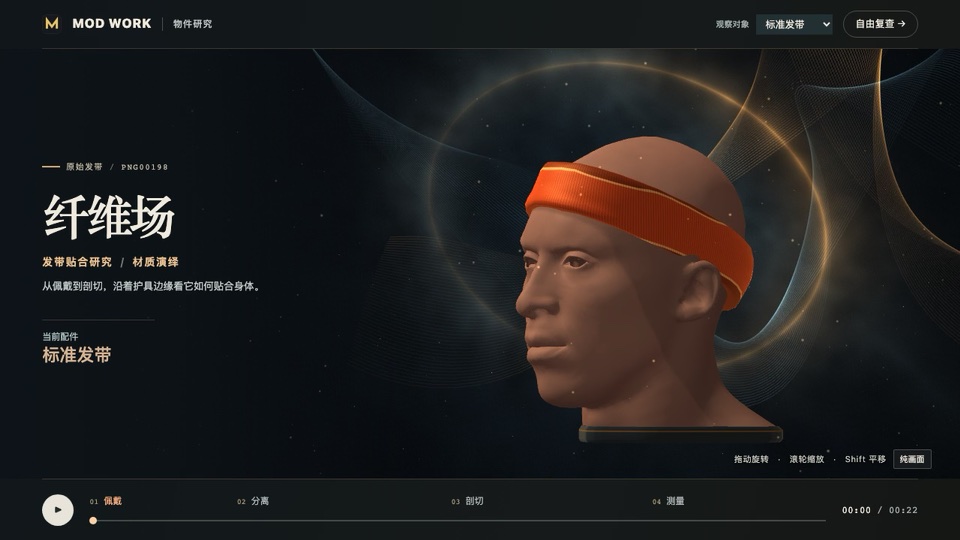 MOD WORK
物件研究
观察对象
标准发带
自由复查 →
原始发带 / PNG00198
纤维场
发带贴合研究 / 材质演绎
从佩戴到剖切，沿着护具边缘看它如何贴合身体。
当前配件
标准发带
拖动旋转 · 滚轮缩放 · Shift 平移
纯画面
01 佩戴
02 分离
03 剖切
04 测量
00:00 / 00:22